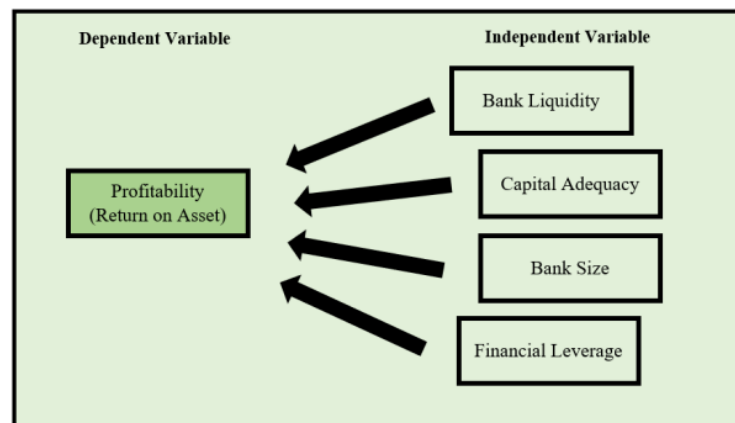 Dependent Variable
Independent Variable
Bank Liquidity
Profitability
(Return on Asset)
Capital Adequacy
Bank Size
Financial Leverage